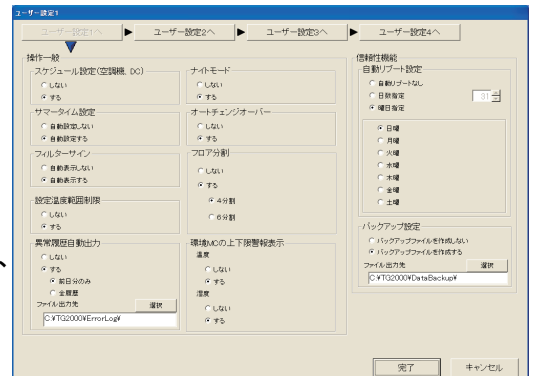 ユーザー設定1
ユーザー設定1へ
ユーザー設定2へ
ユーザー設定3へ
ユーザー設定4へ
操作一般
スケジュール設定(空調機、DC)
しない
する
サマータイム設定
自動設定しない
自動設定する
フィルターサイン
自動表示しない
自動表示する
設定温度範囲制限
しない
する
異常履歴自動出力
しない
する
前日分のみ
全履歴
ファイル出力先
選択
C:¥TG2000¥ErrorLog¥
ナイトモード
しない
する
オートチェンジオーバー
しない
する
フロア分割
しない
する
4分割
6分割
環境MCの上下限警報表示
温度
しない
する
湿度
しない
する
信頼性機能
自動リブート設定
自動リブートなし
日数指定
31
曜日指定
日曜
月曜
火曜
水曜
木曜
金曜
土曜
バックアップ設定
バックアップファイルを作成しない
バックアップファイルを作成する
ファイル出力先
選択
C:¥TG2000¥DataBackup¥
完了
キャンセル